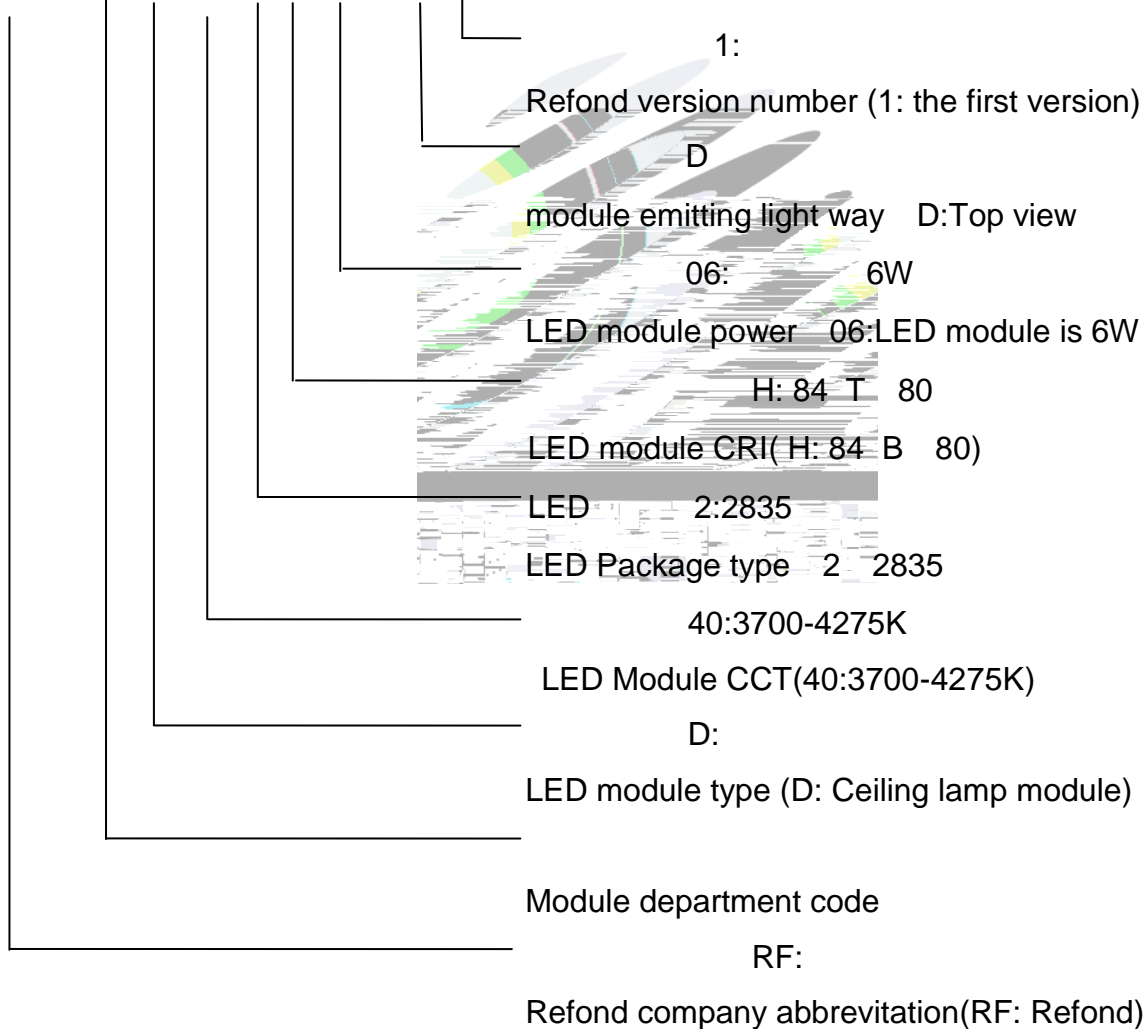 1:
Refond version number (1: the first version)
D
module emitting light way D:Top view
06: 6W
LED module power 06:LED module is 6W
H: 84 T 80
LED module CRI( H: 84 B 80)
LED 2:2835
LED Package type 2 2835
40:3700-4275K
LED Module CCT(40:3700-4275K)
D:
LED module type (D: Ceiling lamp module)
Module department code
RF:
Refond company abbrevitation(RF: Refond)